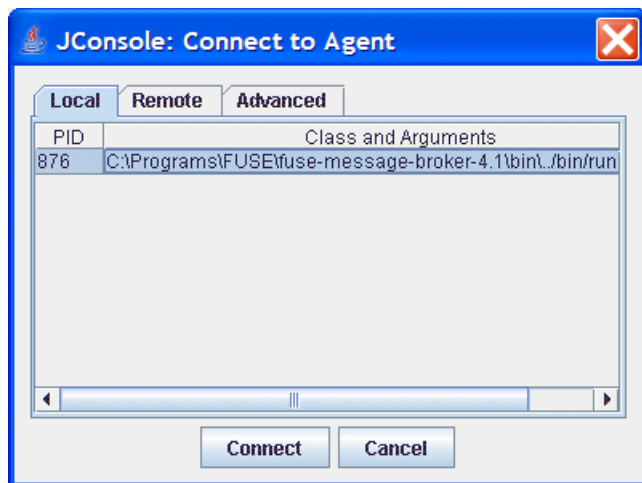 JConsole: Connect to Agent
Local Remote Advanced
PID Class and Arguments
876 C:\Programs\FUSE\fuse-message-broker-4.1\bin\../bin/run
Connect Cancel